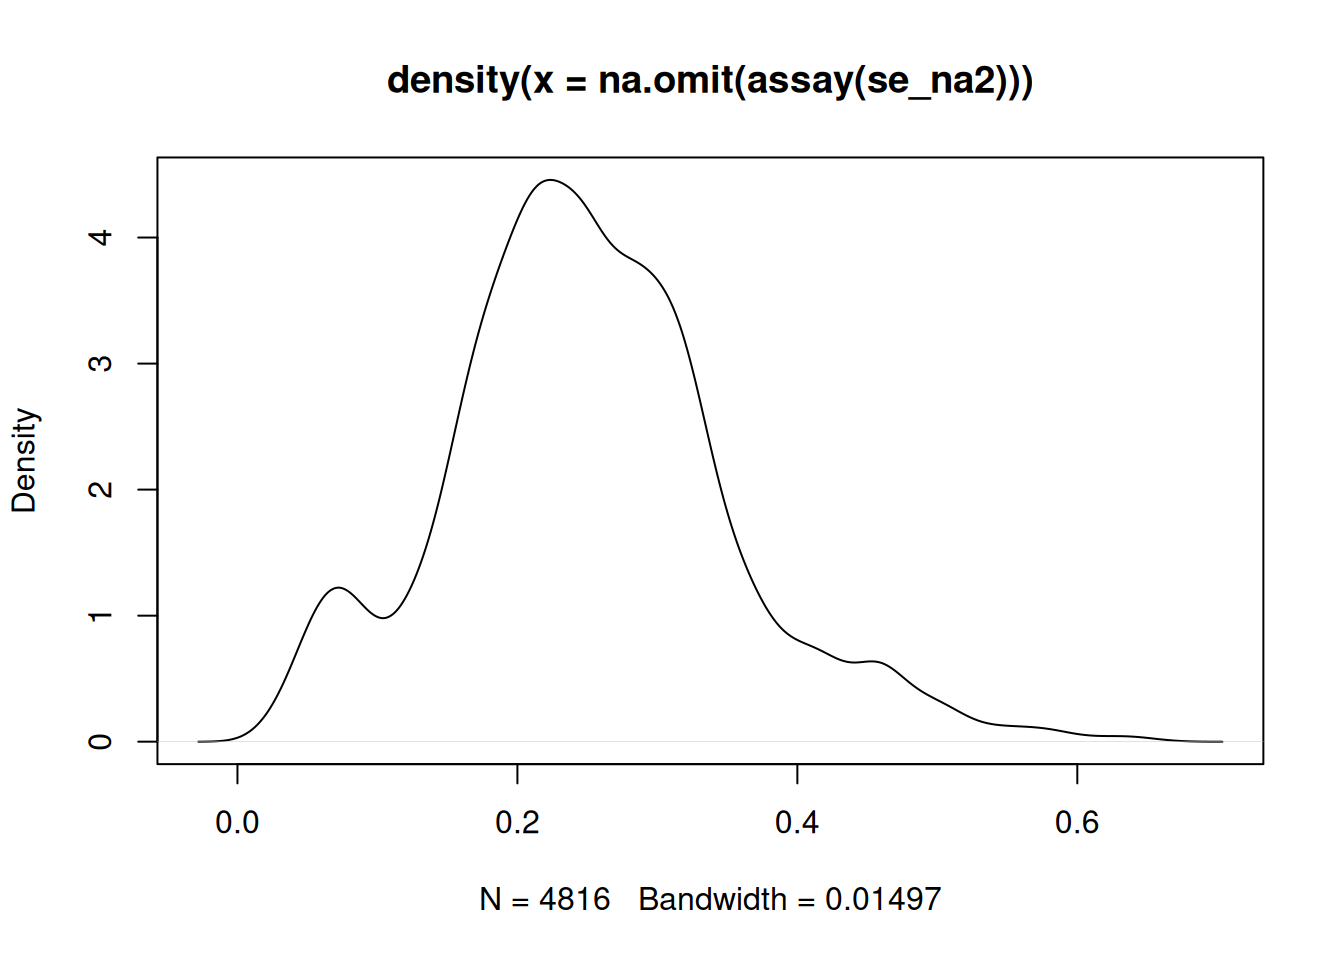 density(x = na.omit(assay(se_na2)))
Density
4
3
2
1
0
0.0 0.2 0.4 0.6
N = 4816 Bandwidth = 0.01497